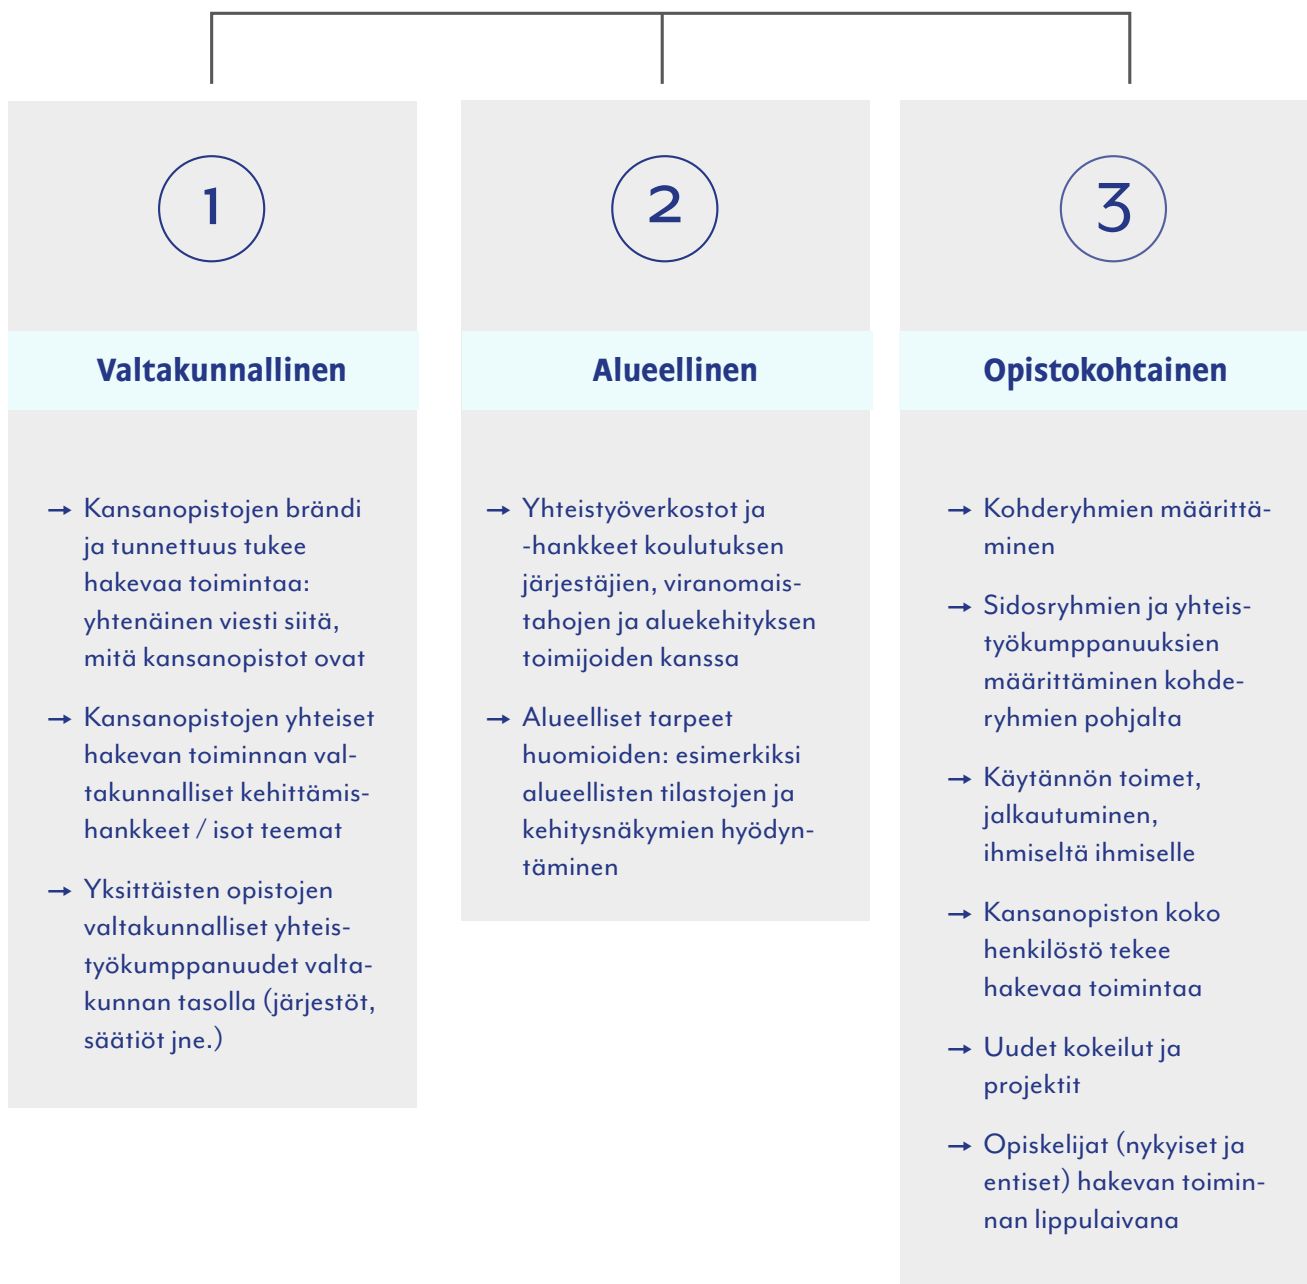 1
Valtakunnallinen
→ Kansanopistojen brändi
ja tunnettuus tukee
hakevaa toimintaa:
yhtenäinen viesti siitä,
mitä kansanopistot ovat
→ Kansanopistojen yhteiset
hakevan toiminnan val-
takunnalliset kehittämis-
hankkeet / isot teemat
→ Yksittäisten opistojen
valtakunnalliset yhteis-
työkumppanuudet valta-
kunnan tasolla (järjestöt,
säätiöt jne.)
2
Alueellinen
→ Yhteistyöverkostot ja
-hankkeet koulutuksen
järjestäjien, viranomais-
tahojen ja aluekehityksen
toimijoiden kanssa
→ Alueelliset tarpeet
huomioiden: esimerkiksi
alueellisten tilastojen ja
kehitysnäkymien hyödyn-
täminen
3
Opistokohtainen
→ Kohderyhmien määrittä-
minen
→ Sidosryhmien ja yhteis-
työkumppanuuksien
määrittäminen kohde-
ryhmien pohjalta
→ Käytännön toimet,
jalkautuminen,
ihmiseltä ihmiselle
→ Kansanopiston koko
henkilöstö tekee
hakevaa toimintaa
→ Uudet kokeilut ja
projektit
→ Opiskelijat (nykyiset ja
entiset) hakevan toimin-
nan lippulaivana